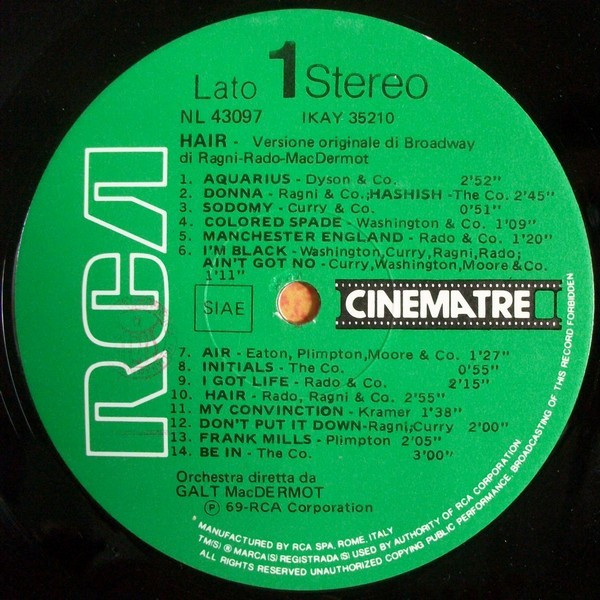 Lato 1 Stereo
NL 43097 IKAY 35210
HAIR - Versione originale di Broadway
di Ragni-Rado-MacDermot
1. AQUARIUS - Dyson & Co. 2'52"
2. DONNA - Ragni & Co.;HASHISH -The Co. 2'45"
3. SODOMY - Curry & Co. 0'51"
4. COLORED SPADE - Washington & Co. 1'09"
5. MANCHESTER ENGLAND - Rado & Co. 1'20"
6. I'M BLACK - Washington,Curry,Ragni,Rado;
AIN'T GOT NO - Curry,Washington,Moore & Co.
1'11"
RCA
SIAE
CINEMATRE
7. AIR - Eaton, Plimpton,Moore & Co. 1'27"
8. INITIALS - The Co. 0'55"
9. I GOT LIFE - Rado & Co. 2'15"
10. HAIR - Rado, Ragni & Co. 2'55"
11. MY CONVINCTION - Kramer 1'38"
12. DON'T PUT IT DOWN-Ragni,Curry 2'00"
13. FRANK MILLS - Plimpton 2'05"
14. BE IN - The Co. 3'00"
Orchestra diretta da
GALT MacDERMOT
℗ 69-RCA Corporation
* MANUFACTURED BY RCA SPA, ROME, ITALY
TM(S) ® MARCA(S) REGISTRADA(S) USED BY AUTHORITY OF RCA CORPORATION
ALL RIGHTS RESERVED UNAUTHORIZED COPYING PUBLIC PERFORMANCE, BROADCASTING OF THIS RECORD FORBIDDEN